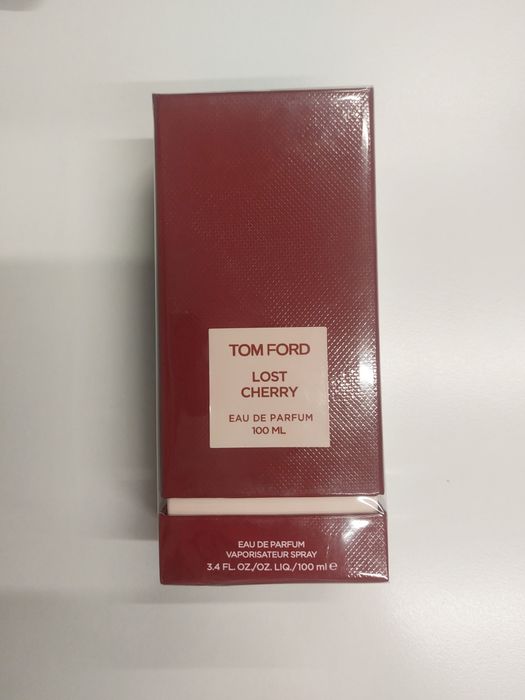 TOM FORD
LOST
CHERRY
EAU DE PARFUM
100 ML
EAU DE PARFUM
VAPORISATEUR SPRAY
3.4 FL. OZ./OZ. LIQ./100 ml ℮